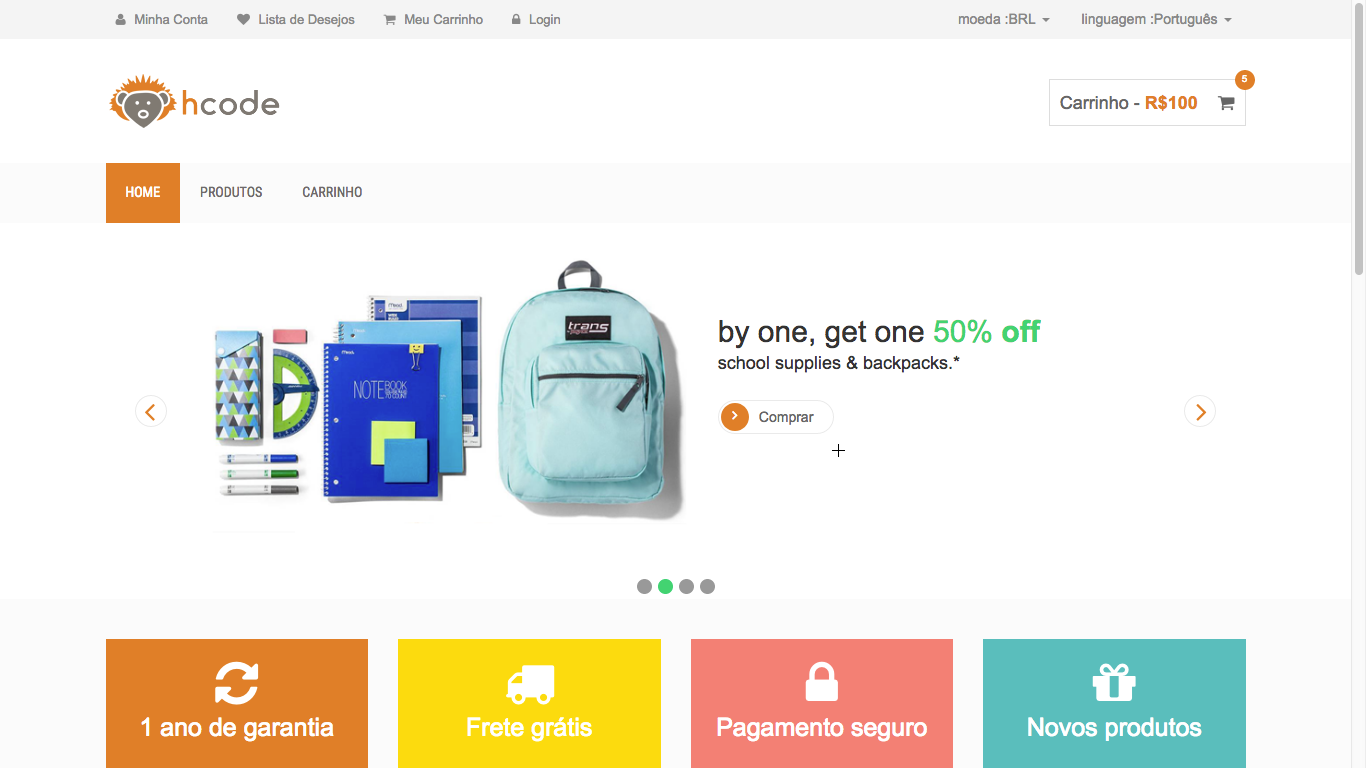 Minha Conta Lista de Desejos Meu Carrinho Login moeda :BRL linguagem :Português
hcode
Carrinho - R$100
5
HOME PRODUTOS CARRINHO
trans
Mead
Mead
NOTEBOOK
by one, get one 50% off
school supplies & backpacks.*
Comprar
1 ano de garantia
Frete grátis
Pagamento seguro
Novos produtos